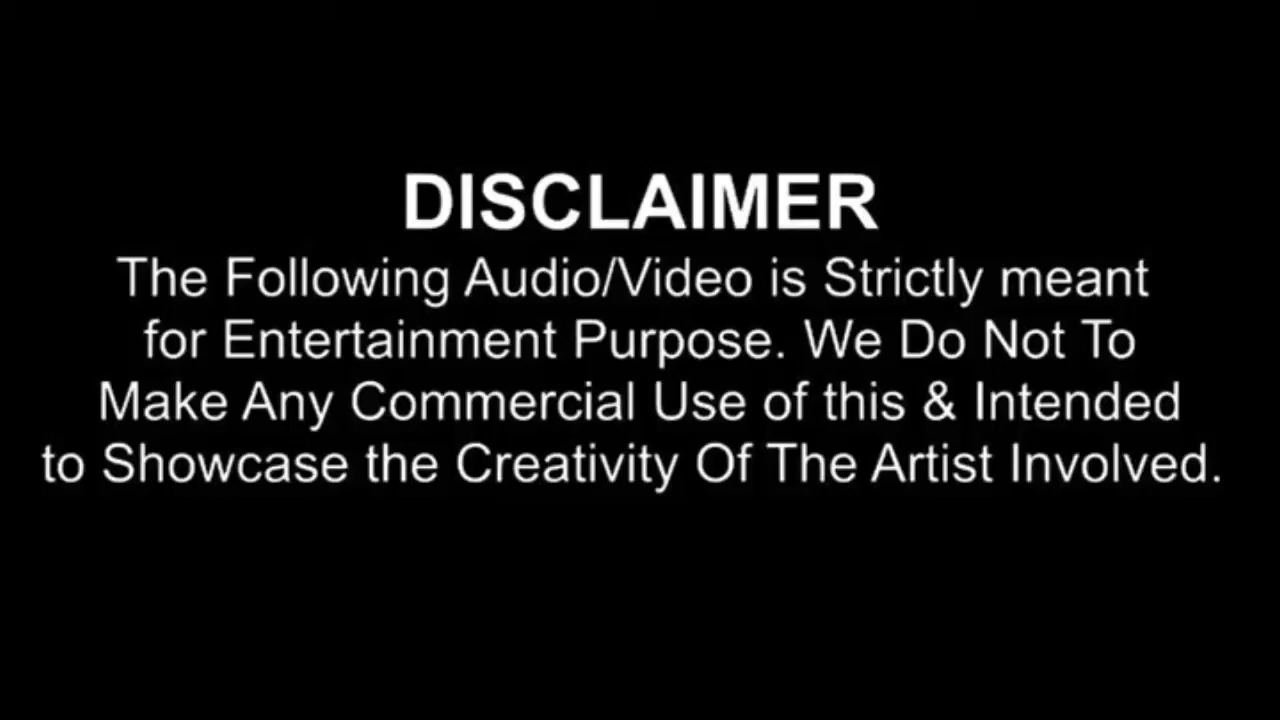 DISCLAIMER
The Following Audio/Video is Strictly meant
for Entertainment Purpose. We Do Not To
Make Any Commercial Use of this & Intended
to Showcase the Creativity Of The Artist Involved.